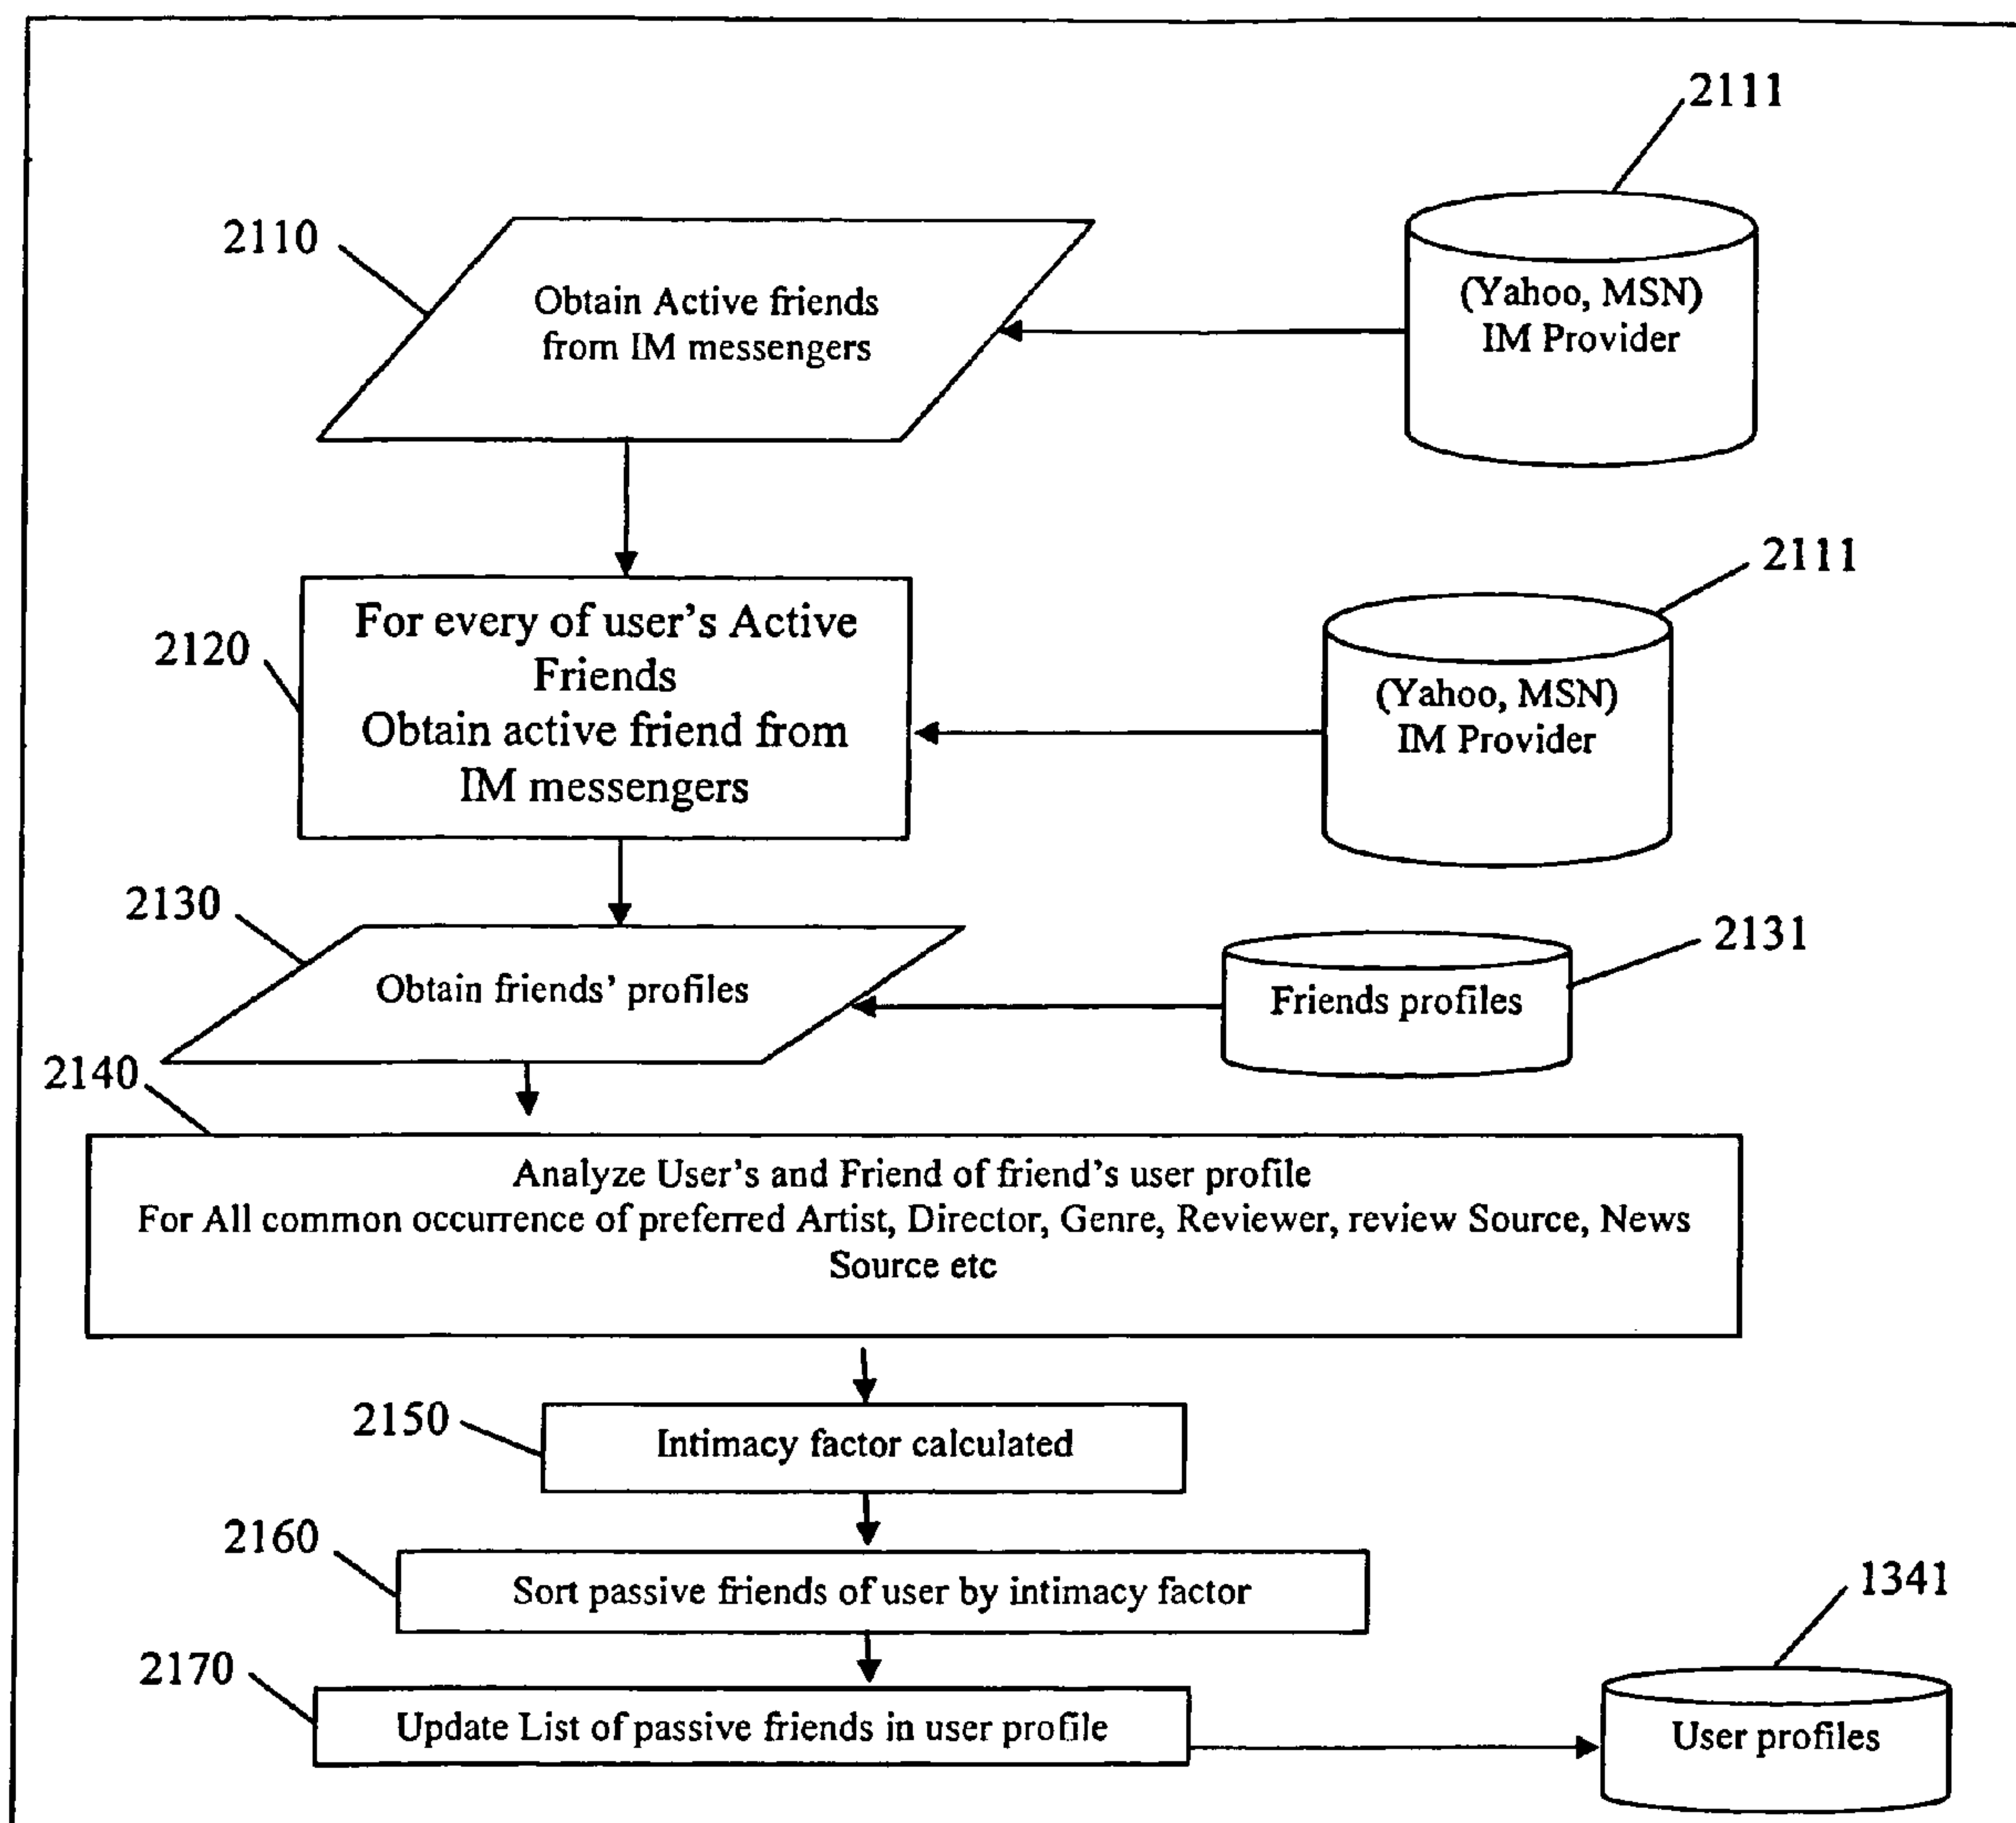 2111
2110
Obtain Active friends
from IM messengers
(Yahoo, MSN)
IM Provider
2111
2120
For every of user's Active
Friends
Obtain active friend from
IM messengers
(Yahoo, MSN)
IM Provider
2130
Obtain friends' profiles
2131
Friends profiles
2140
Analyze User's and Friend of friend's user profile
For All common occurrence of preferred Artist, Director, Genre, Reviewer, review Source, News
Source etc
2150
Intimacy factor calculated
2160
Sort passive friends of user by intimacy factor
1341
2170
Update List of passive friends in user profile
User profiles